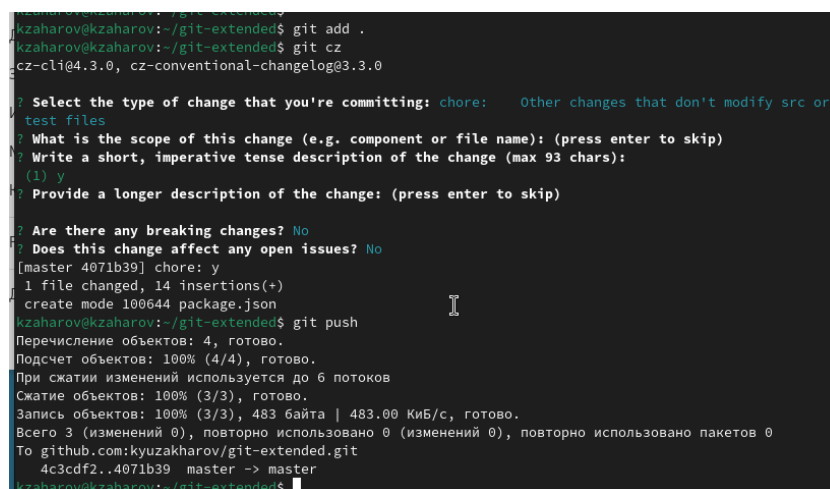 kzaharov@kzaharov:~/git-extended$ git add .
kzaharov@kzaharov:~/git-extended$ git cz
cz-cli@4.3.0, cz-conventional-changelog@3.3.0
? Select the type of change that you're committing: chore:    Other changes that don't modify src or
test files
? What is the scope of this change (e.g. component or file name): (press enter to skip)
? Write a short, imperative tense description of the change (max 93 chars):
(1) y
? Provide a longer description of the change: (press enter to skip)
? Are there any breaking changes? No
? Does this change affect any open issues? No
[master 4071b39] chore: y
1 file changed, 14 insertions(+)
create mode 100644 package.json
kzaharov@kzaharov:~/git-extended$ git push
Перечисление объектов: 4, готово.
Подсчет объектов: 100% (4/4), готово.
При сжатии изменений используется до 6 потоков
Сжатие объектов: 100% (3/3), готово.
Запись объектов: 100% (3/3), 483 байта | 483.00 КиБ/с, готово.
Всего 3 (изменений 0), повторно использовано 0 (изменений 0), повторно использовано пакетов 0
To github.com:kyuzakharov/git-extended.git
4c3cdf2..4071b39  master -> master
kzaharov@kzaharov:~/git-extended$